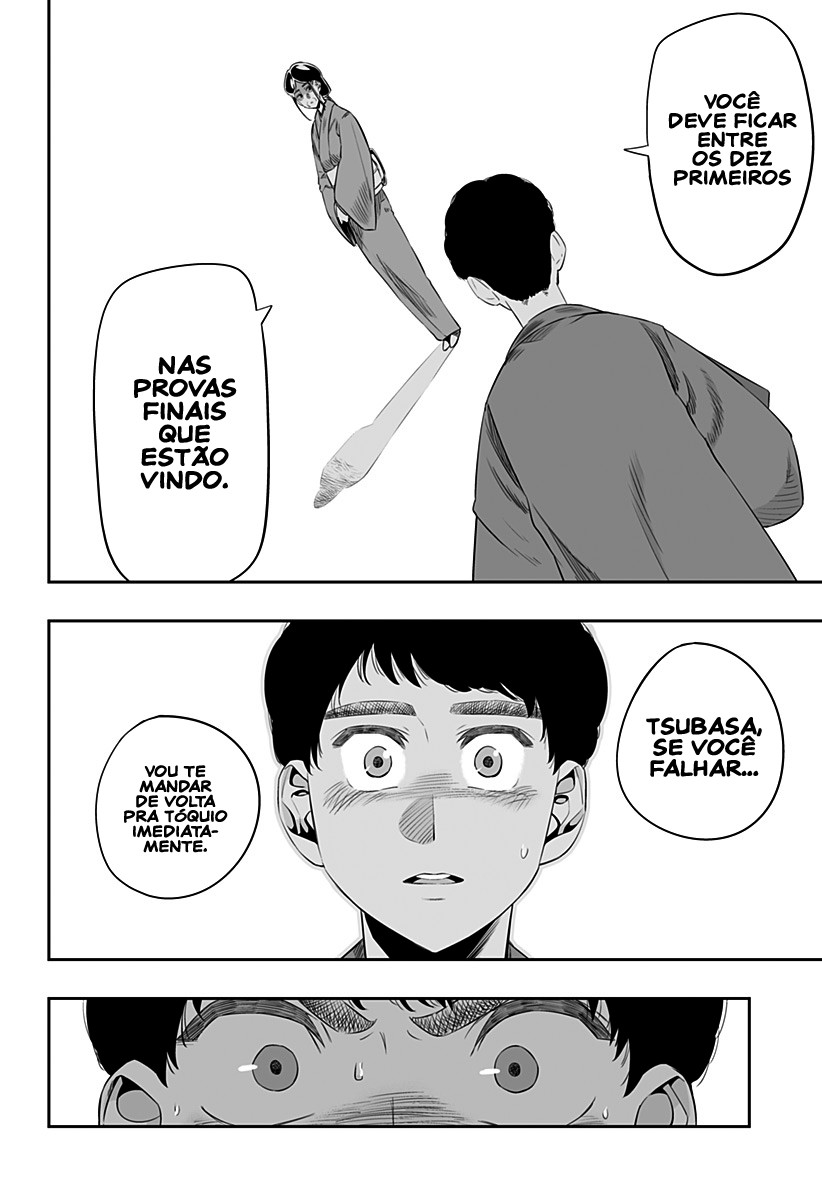 VOCÊ
DEVE FICAR
ENTRE
OS DEZ
PRIMEIROS
NAS
PROVAS
FINAIS
QUE
ESTÃO
VINDO.
TSUBASA,
SE VOCÊ
FALHAR...
VOU TE
MANDAR
DE VOLTA
PRA TÓQUIO
IMEDIATA-
MENTE.